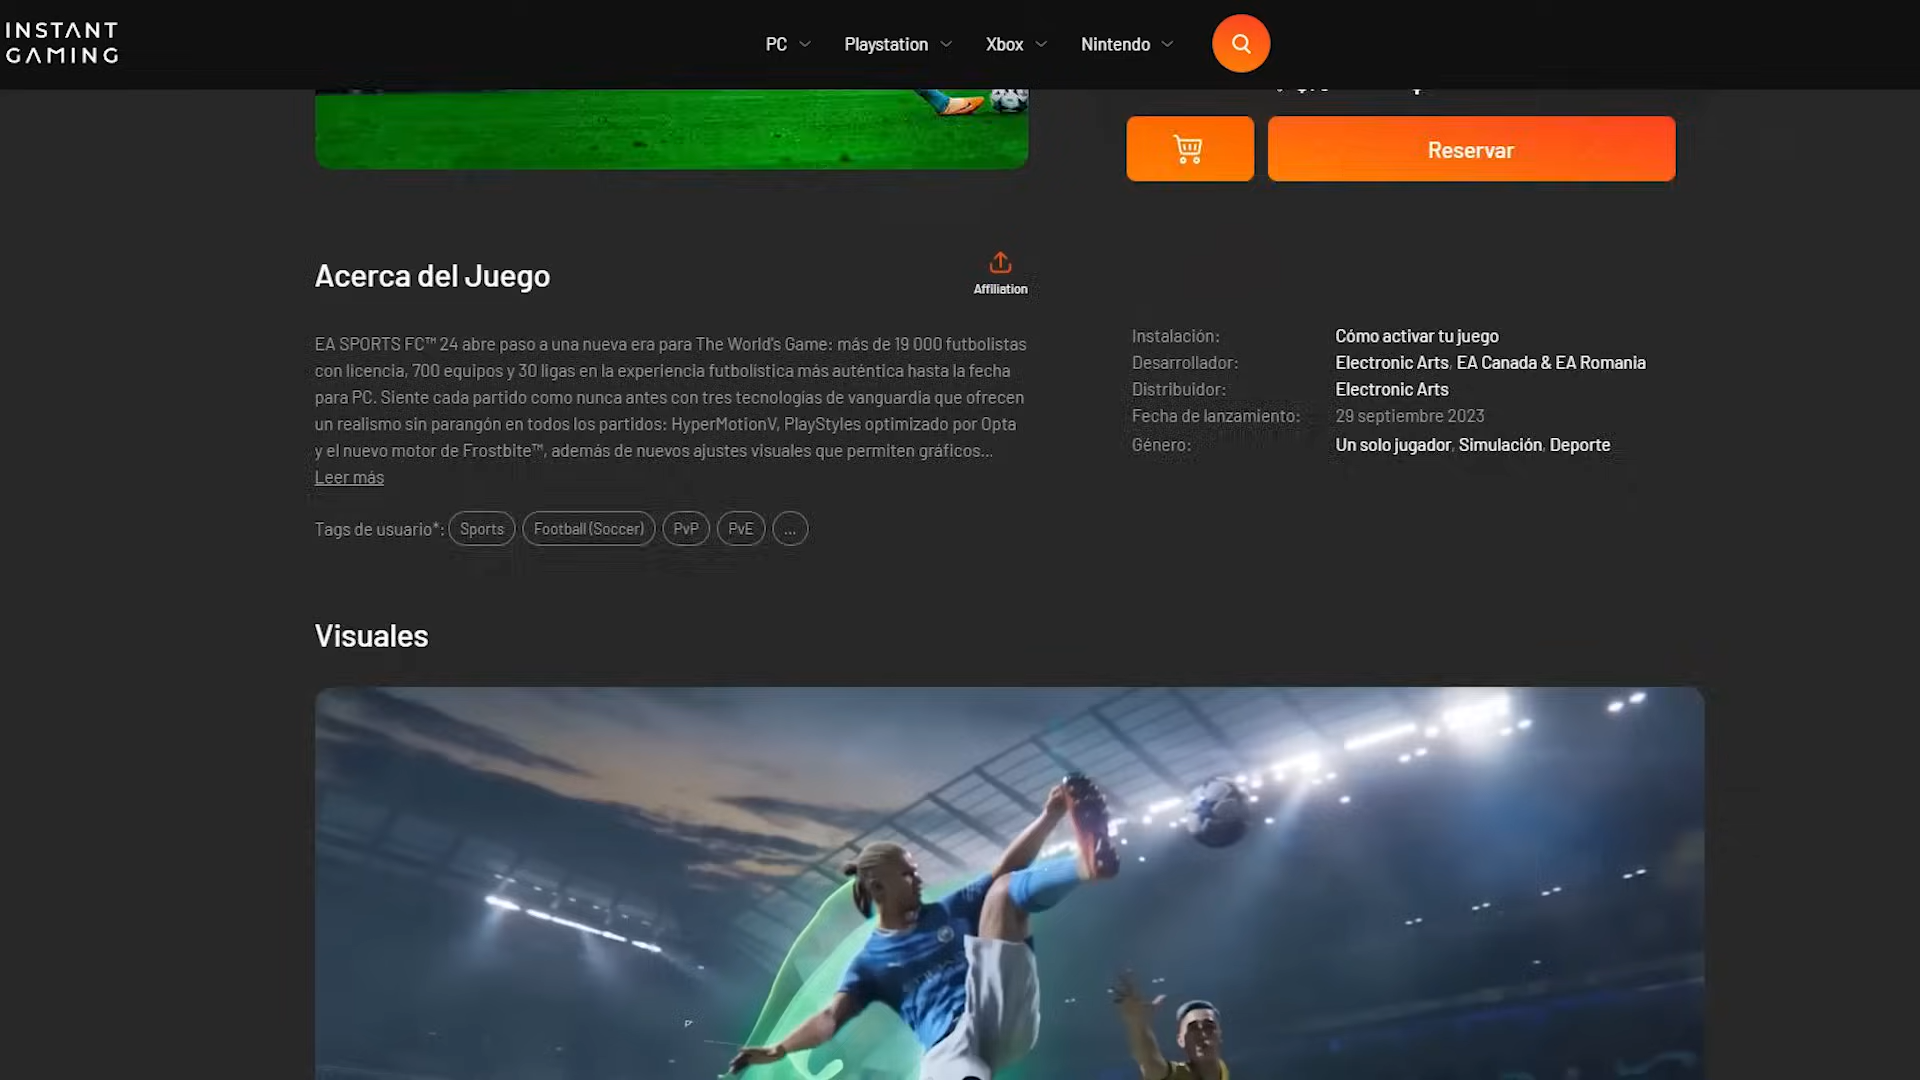 INSTANT
GAMING
PC
Playstation
Xbox
Nintendo
Reservar
Acerca del Juego
Affiliation
EA SPORTS FC™ 24 abre paso a una nueva era para The World's Game: más de 19 000 futbolistas
con licencia, 700 equipos y 30 ligas en la experiencia futbolística más auténtica hasta la fecha
para PC. Siente cada partido como nunca antes con tres tecnologías de vanguardia que ofrecen
un realismo sin parangón en todos los partidos: HyperMotionV, PlayStyles optimizado por Opta
y el nuevo motor de Frostbite™, además de nuevos ajustes visuales que permiten gráficos...
Leer más
Tags de usuario*: Sports Football (Soccer) PvP PvE ...
Instalación: Cómo activar tu juego
Desarrollador: Electronic Arts, EA Canada & EA Romania
Distribuidor: Electronic Arts
Fecha de lanzamiento: 29 septiembre 2023
Género: Un solo jugador, Simulación, Deporte
Visuales